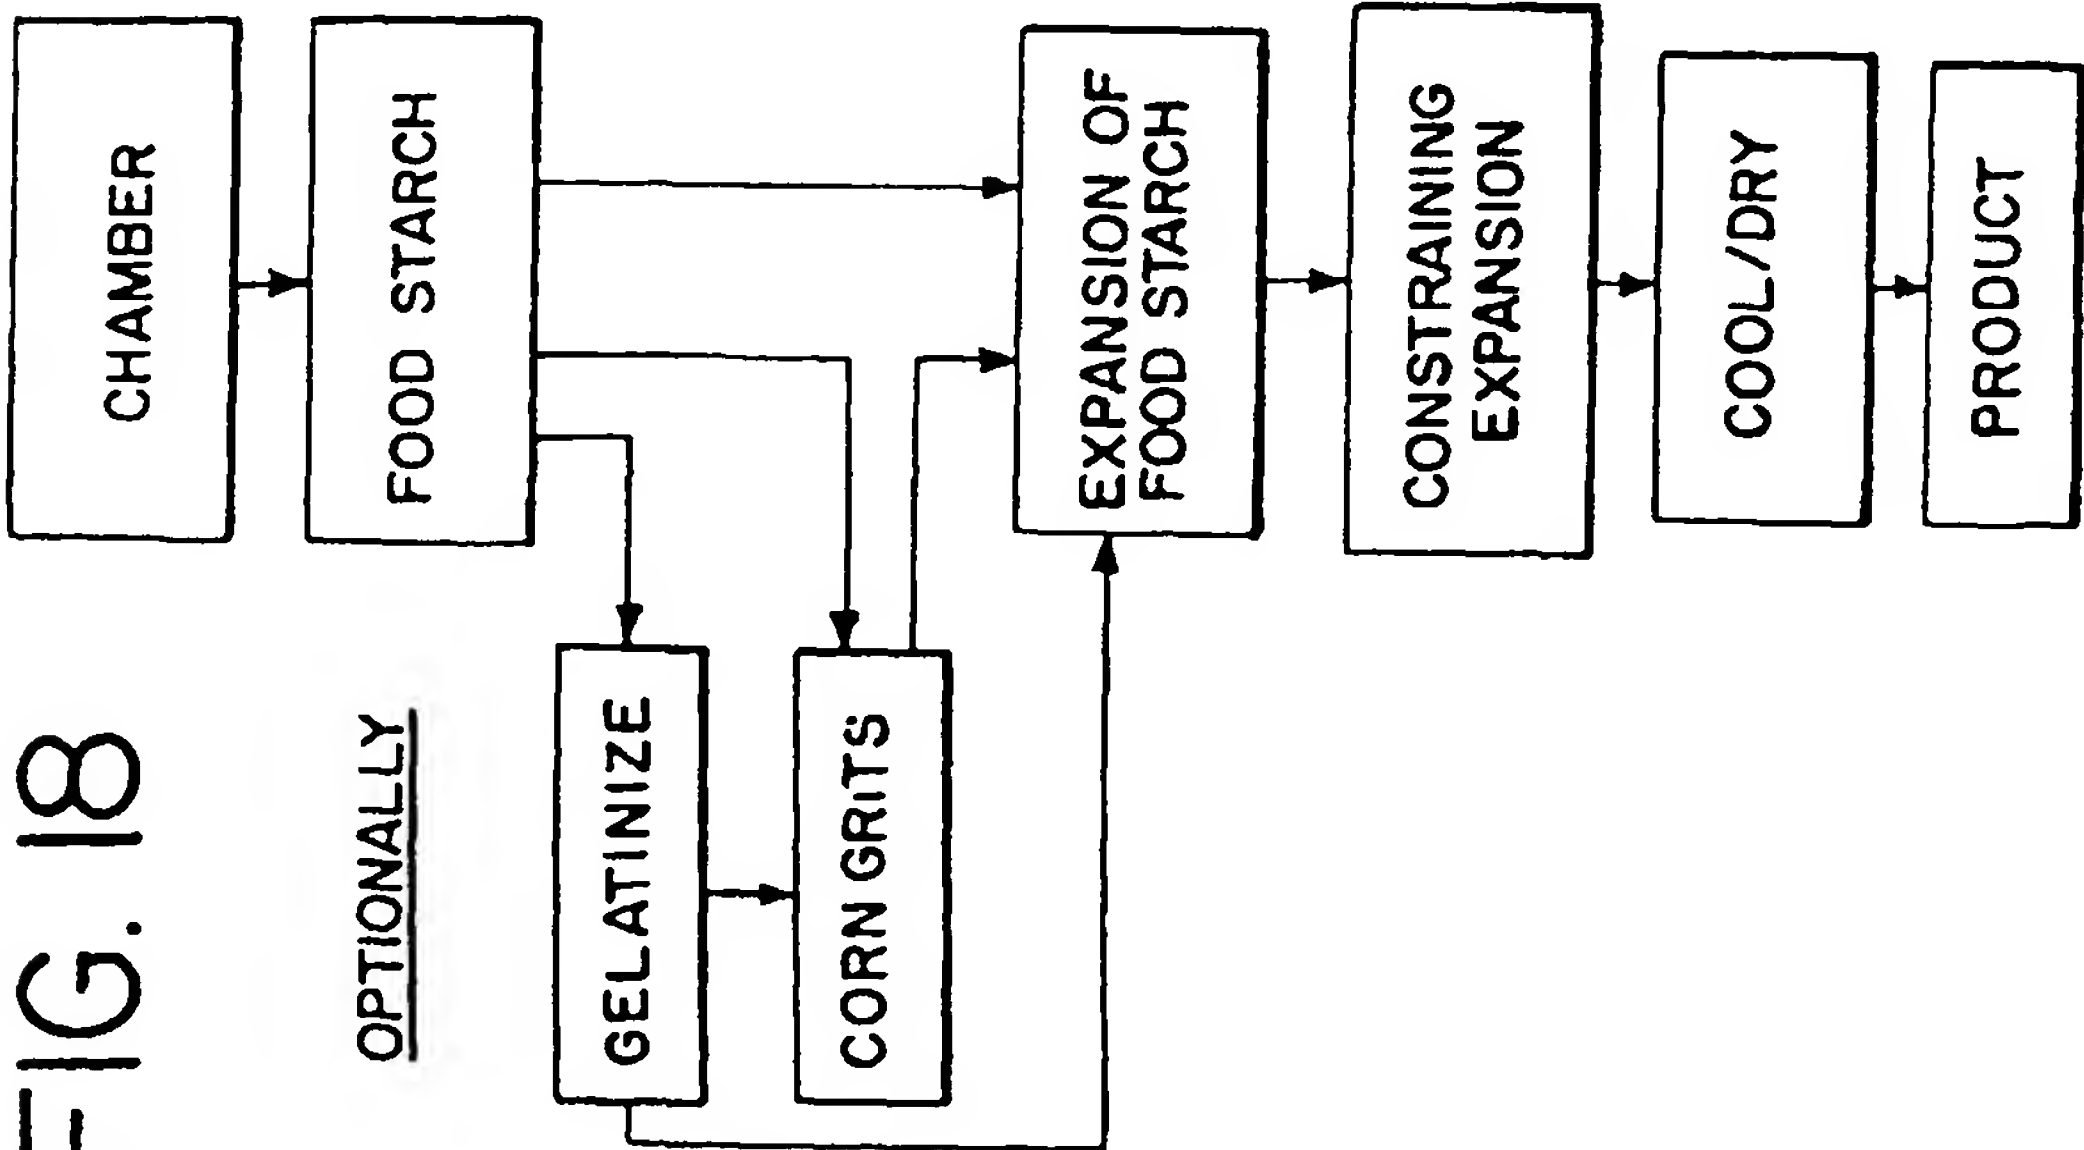 FIG. 18
OPTIONALLY
CHAMBER
FOOD STARCH
GELATINIZE
CORN GRITS
EXPANSION OF
FOOD STARCH
CONSTRAINING
EXPANSION
COOL/DRY
PRODUCT